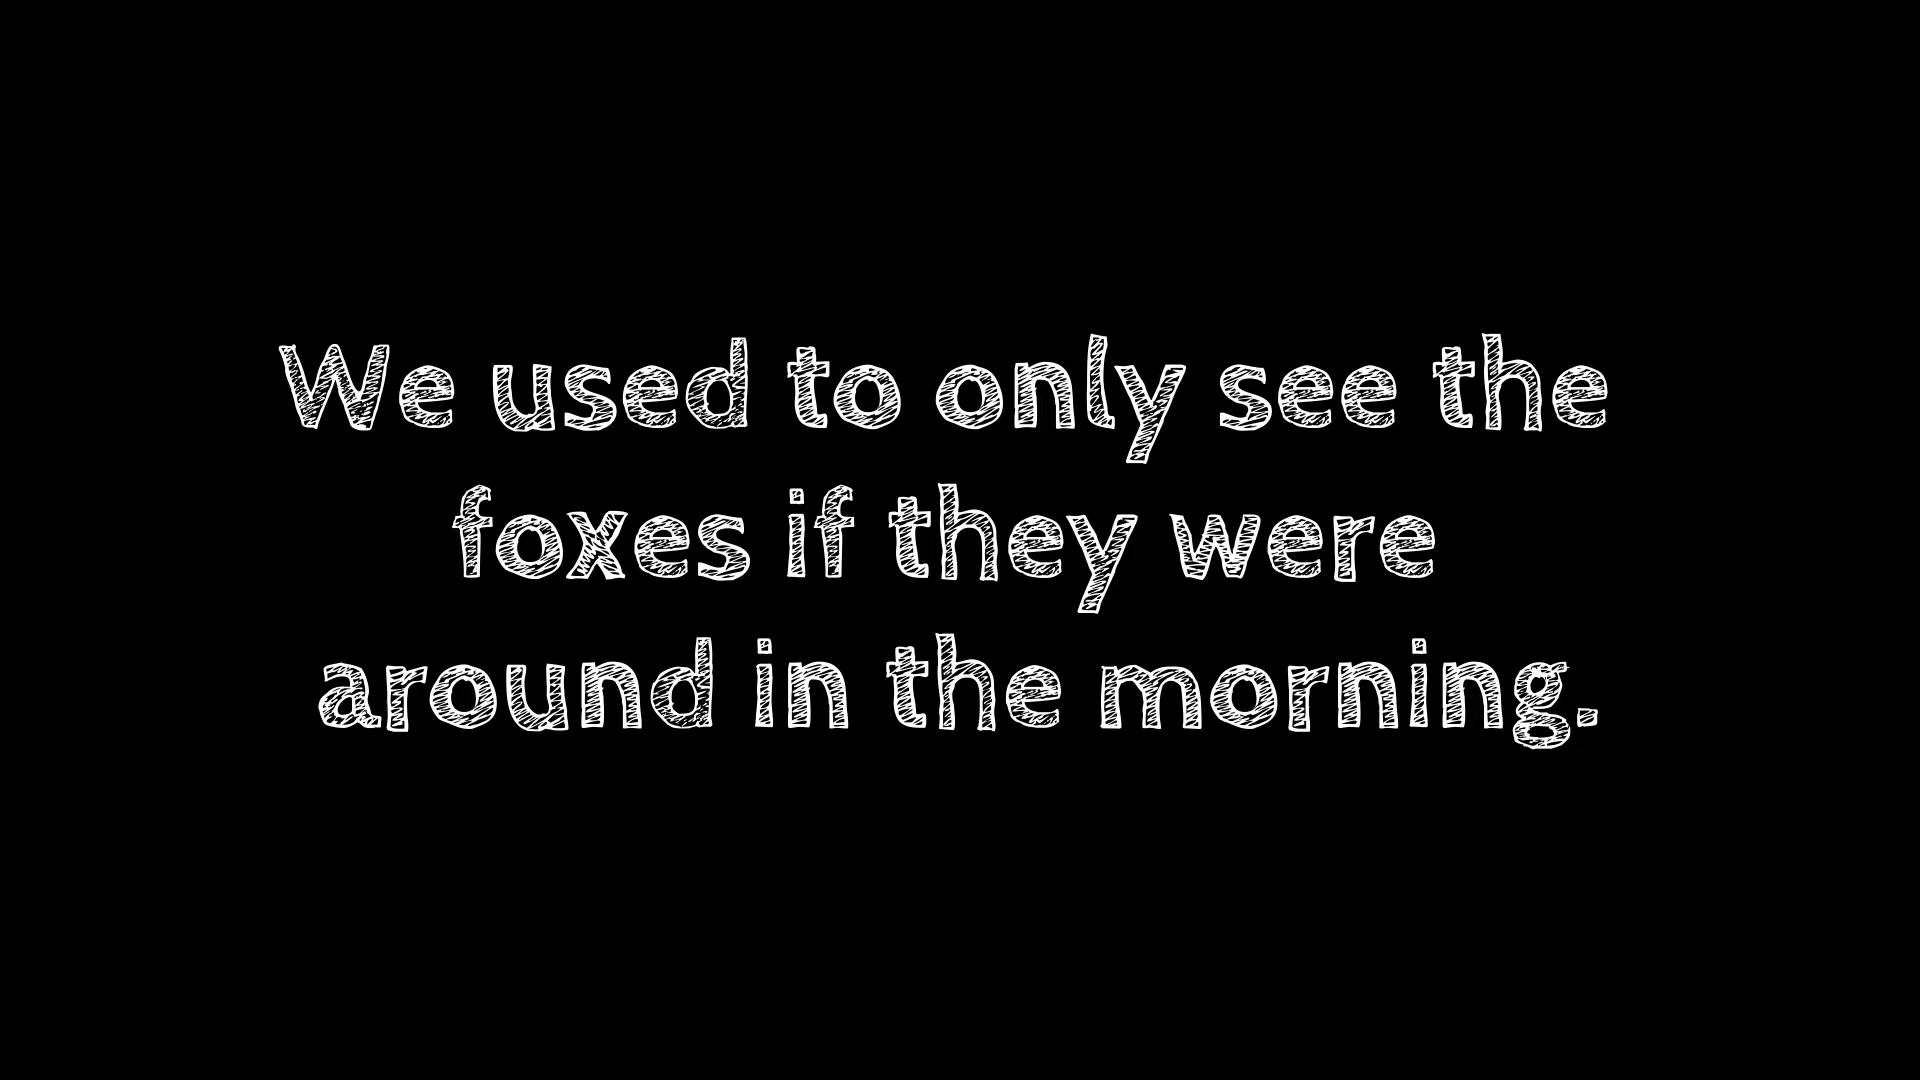 We used to only see the
foxes if they were
around in the morning.